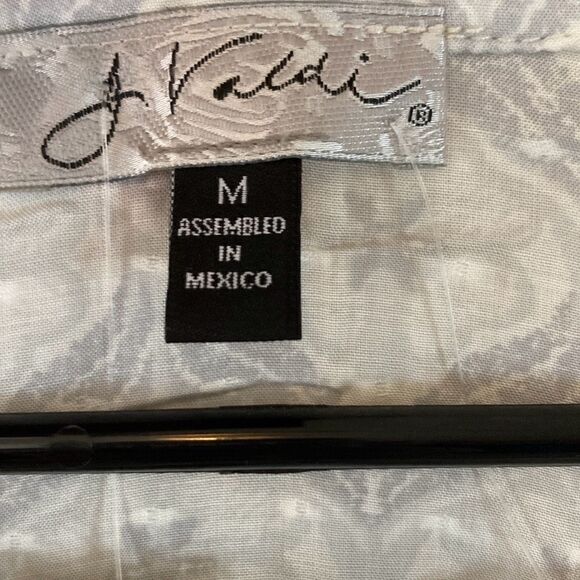 J Valdi ®
M
ASSEMBLED
IN
MEXICO